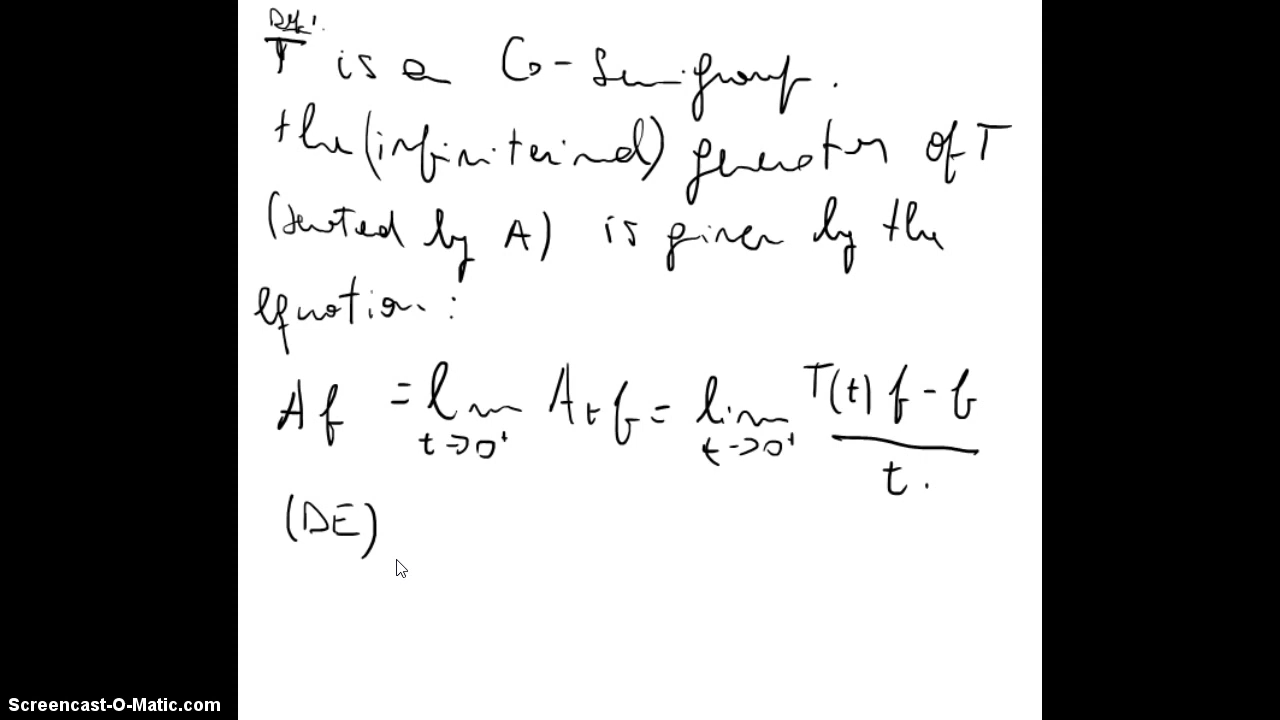 Def:
T is a C₀-semigroup.
the (infinitesimal) generator of T
(denoted by A) is given by the
equation:
Af = lim_{t->0⁺} A_t f = lim_{t->0⁺} (T(t)f - f)/t.
(DE)
Screencast-O-Matic.com